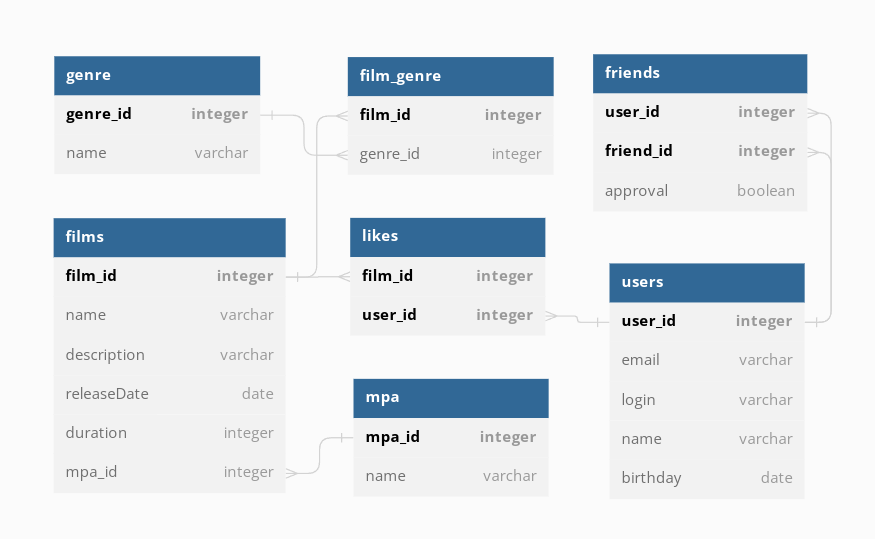 genre
genre_id integer
name varchar
film_genre
film_id integer
genre_id integer
friends
user_id integer
friend_id integer
approval boolean
films
film_id integer
name varchar
description varchar
releaseDate date
duration integer
mpa_id integer
likes
film_id integer
user_id integer
users
user_id integer
email varchar
login varchar
name varchar
birthday date
mpa
mpa_id integer
name varchar